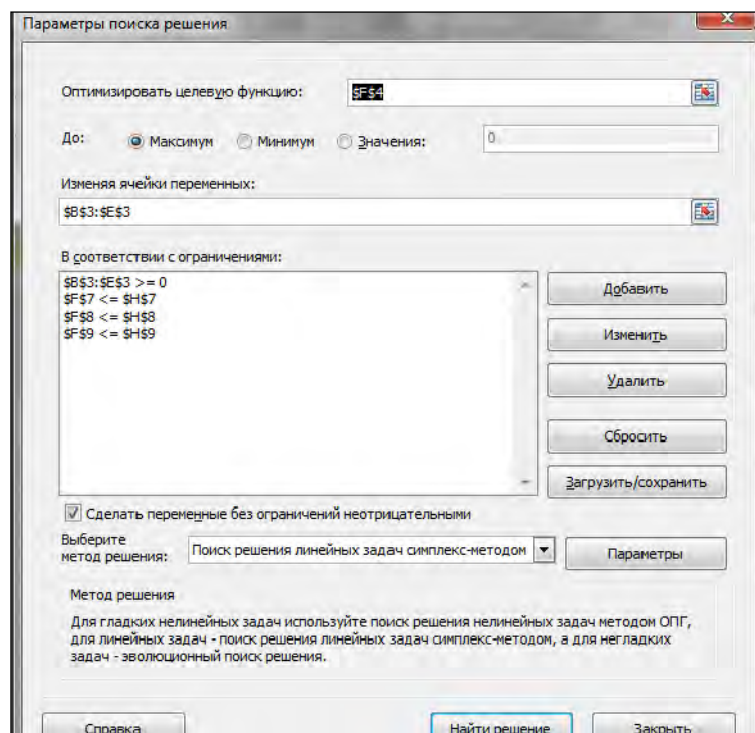 Параметры поиска решения
X
Оптимизировать целевую функцию: $F$4
До: Максимум Минимум Значения: 0
Изменяя ячейки переменных:
$B$3:$E$3
В соответствии с ограничениями:
$B$3:$E$3 >= 0
$F$7 <= $H$7
$F$8 <= $H$8
$F$9 <= $H$9
Добавить
Изменить
Удалить
Сбросить
Загрузить/сохранить
Сделать переменные без ограничений неотрицательными
Выберите
метод решения: Поиск решения линейных задач симплекс-методом Параметры
Метод решения
Для гладких нелинейных задач используйте поиск решения нелинейных задач методом ОПГ,
для линейных задач - поиск решения линейных задач симплекс-методом, а для негладких
задач - эволюционный поиск решения.
Справка Найти решение Закрыть